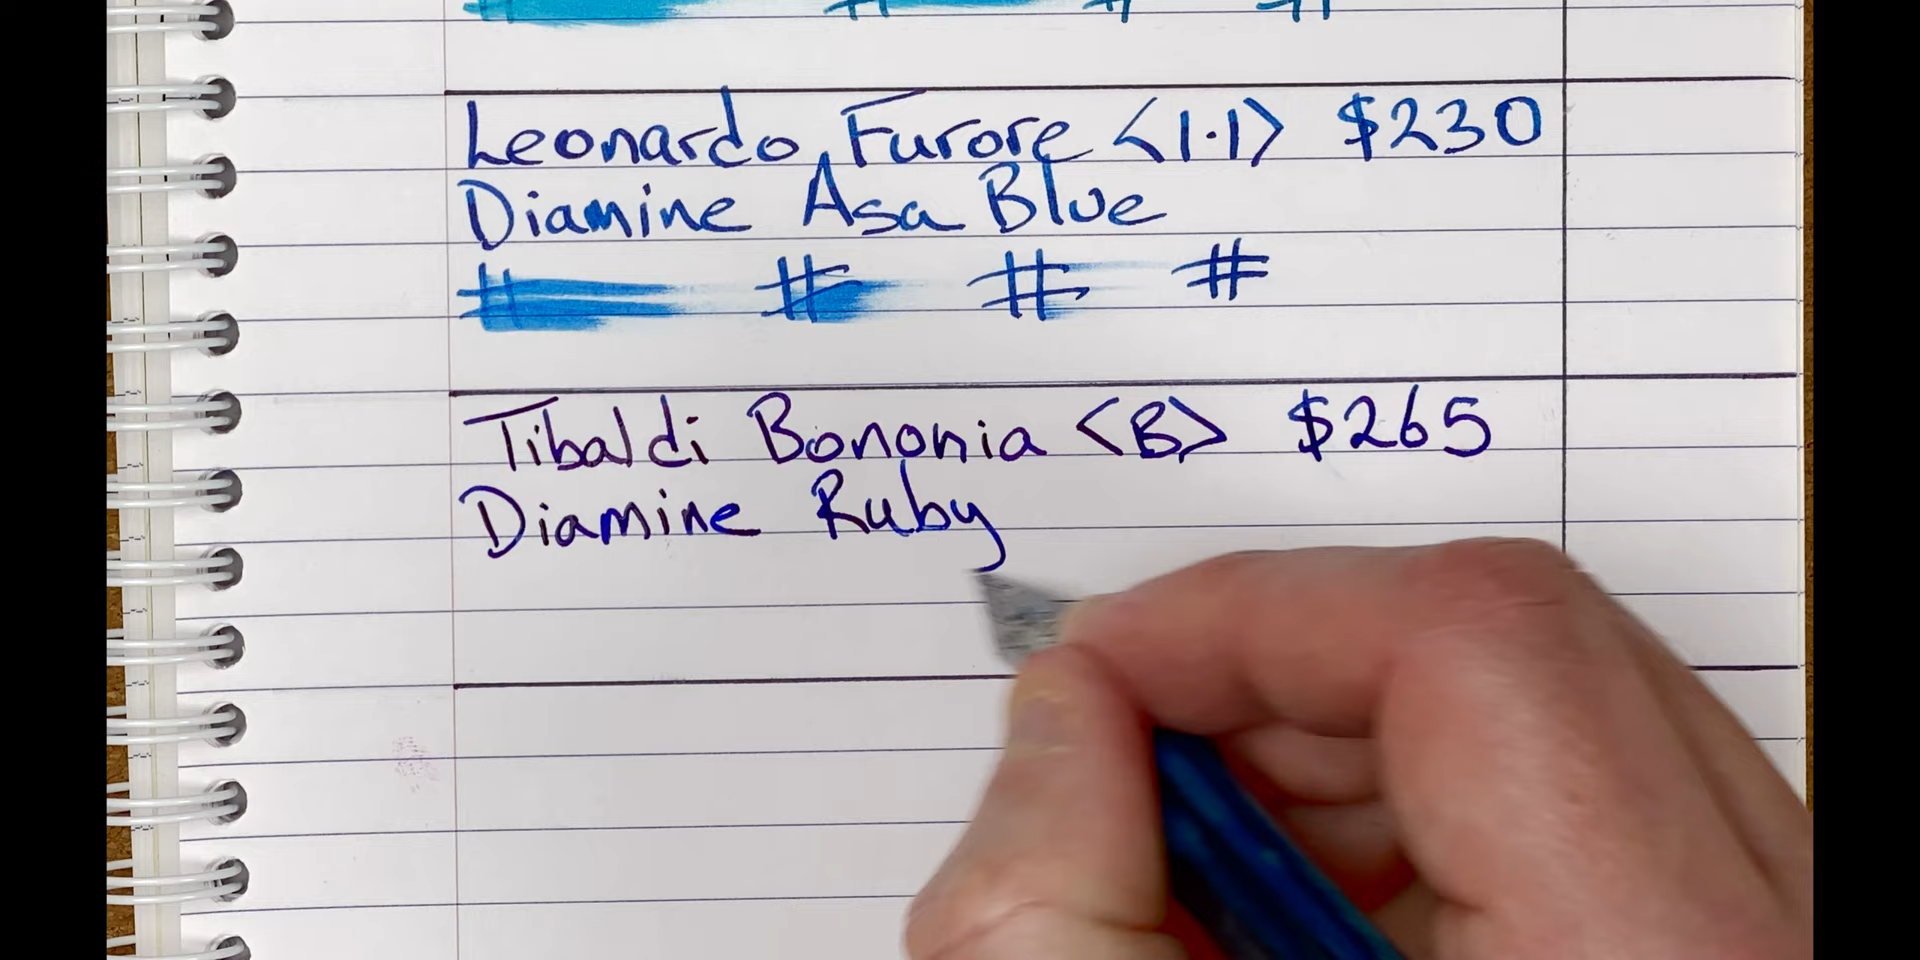 Leonardo Furore <1.1> $230
Diamine Asa Blue
# # # #
Tibaldi Bononia <B> $265
Diamine Ruby